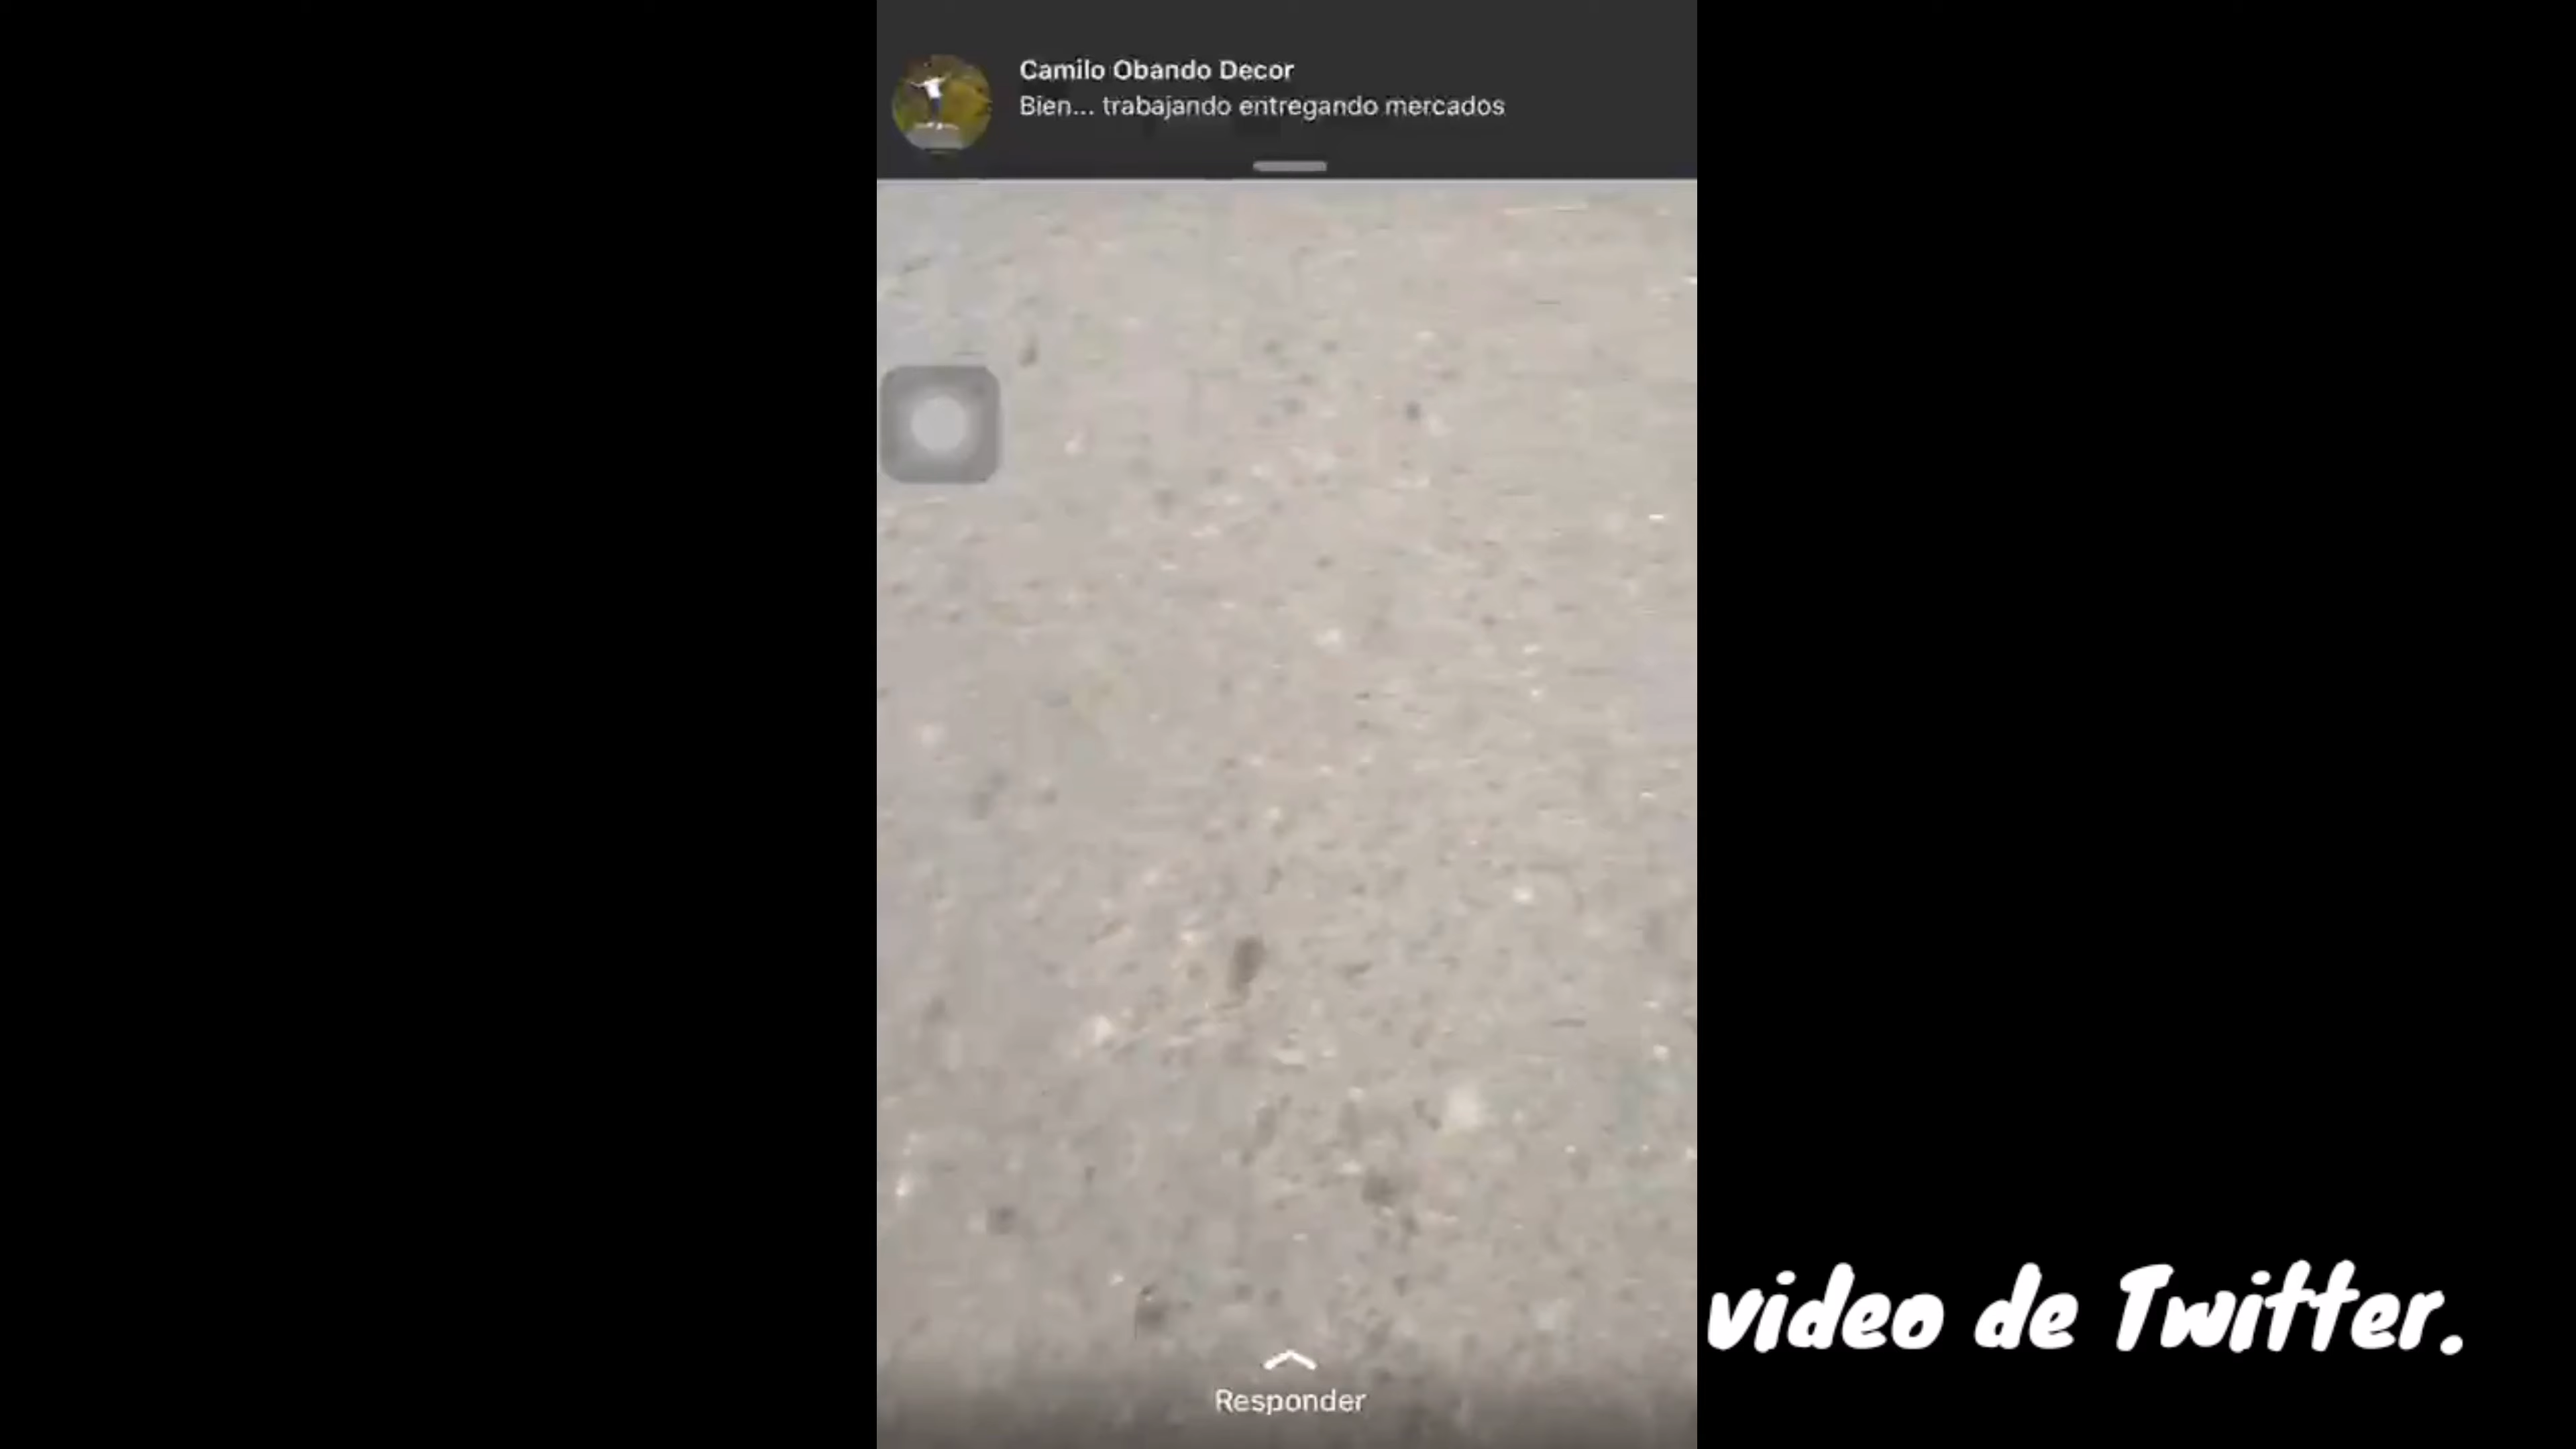 Camilo Obando Decor
Bien... trabajando entregando mercados
Responder
video de Twitter.